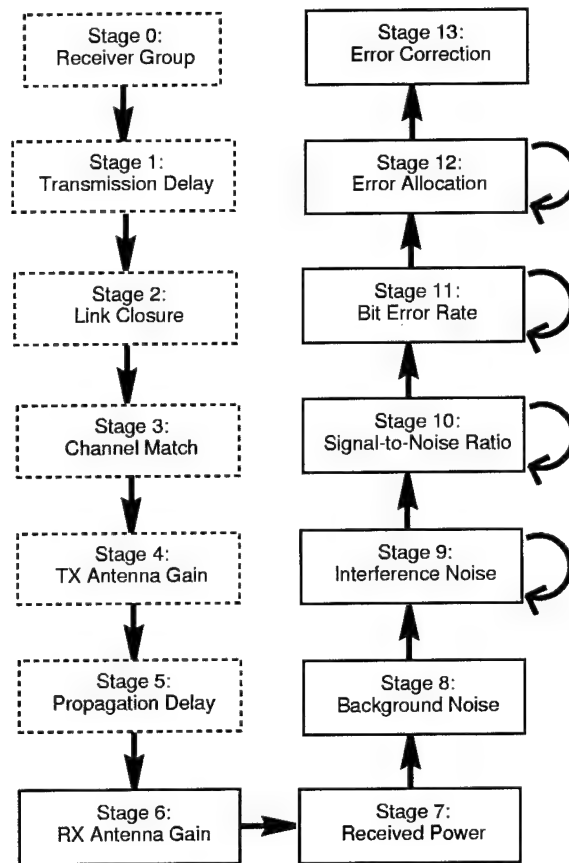 Stage 0:
Receiver Group
Stage 1:
Transmission Delay
Stage 2:
Link Closure
Stage 3:
Channel Match
Stage 4:
TX Antenna Gain
Stage 5:
Propagation Delay
Stage 6:
RX Antenna Gain
Stage 7:
Received Power
Stage 8:
Background Noise
Stage 9:
Interference Noise
Stage 10:
Signal-to-Noise Ratio
Stage 11:
Bit Error Rate
Stage 12:
Error Allocation
Stage 13:
Error Correction